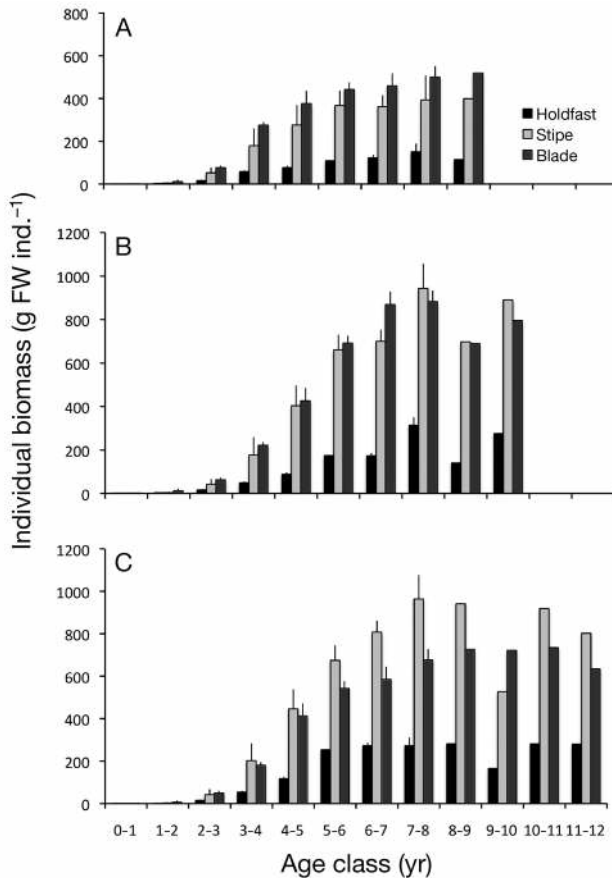 A
800
600
400
200
0
Holdfast
Stipe
Blade
B
1200
1000
800
600
400
200
0
C
1200
1000
800
600
400
200
0
0–1 1–2 2–3 3–4 4–5 5–6 6–7 7–8 8–9 9–10 10–11 11–12
Age class (yr)
Individual biomass (g FW ind.⁻¹)